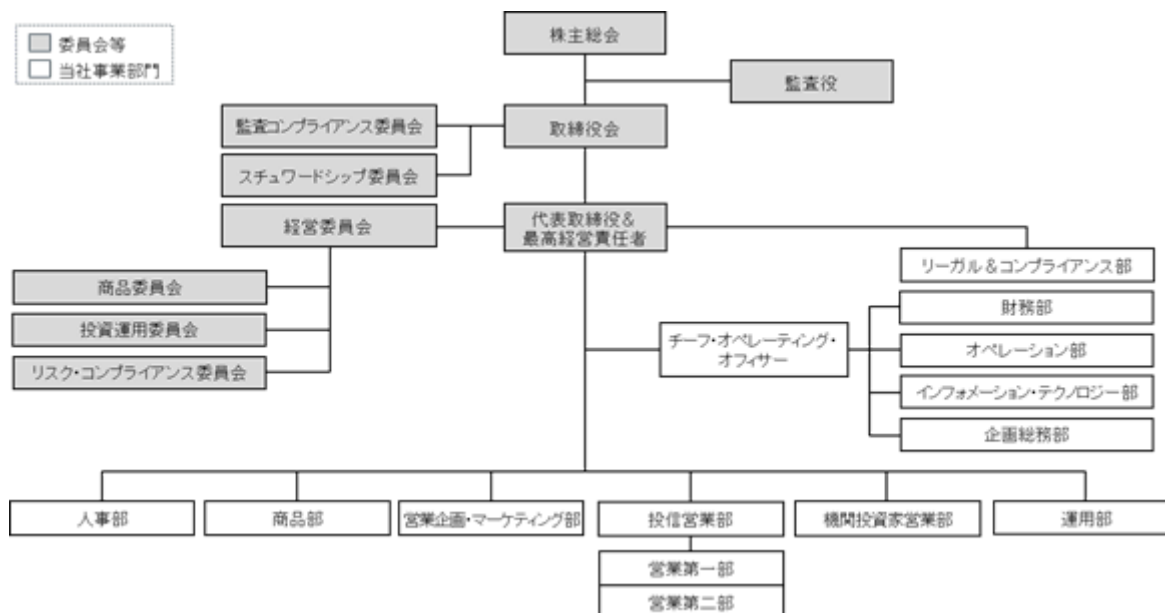 委員会等
当社事業部門
株主総会
監査役
監査コンプライアンス委員会
取締役会
スチュワードシップ委員会
経営委員会
代表取締役＆
最高経営責任者
リーガル＆コンプライアンス部
商品委員会
財務部
投資運用委員会
チーフ・オペレーティング・
オフィサー
オペレーション部
リスク・コンプライアンス委員会
インフォメーション・テクノロジー部
企画総務部
人事部
商品部
営業企画・マーケティング部
投信営業部
機関投資家営業部
運用部
営業第一部
営業第二部